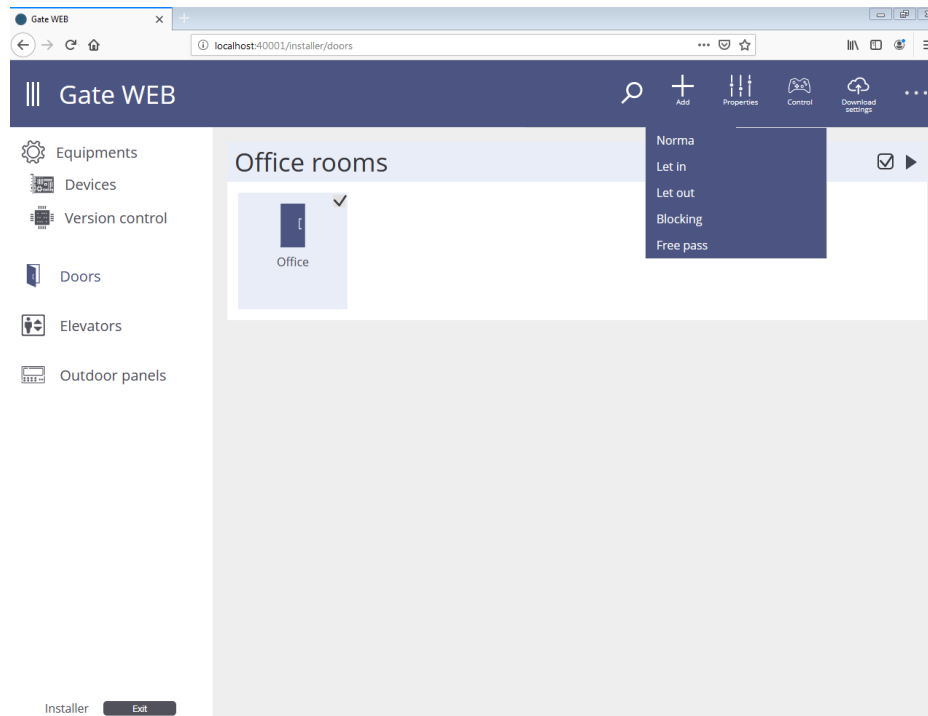 Gate WEB
localhost:40001/installer/doors
Gate WEB
Add
Properties
Control
Download settings
Equipments
Devices
Version control
Doors
Elevators
Outdoor panels
Office rooms
Office
Norma
Let in
Let out
Blocking
Free pass
Installer
Exit